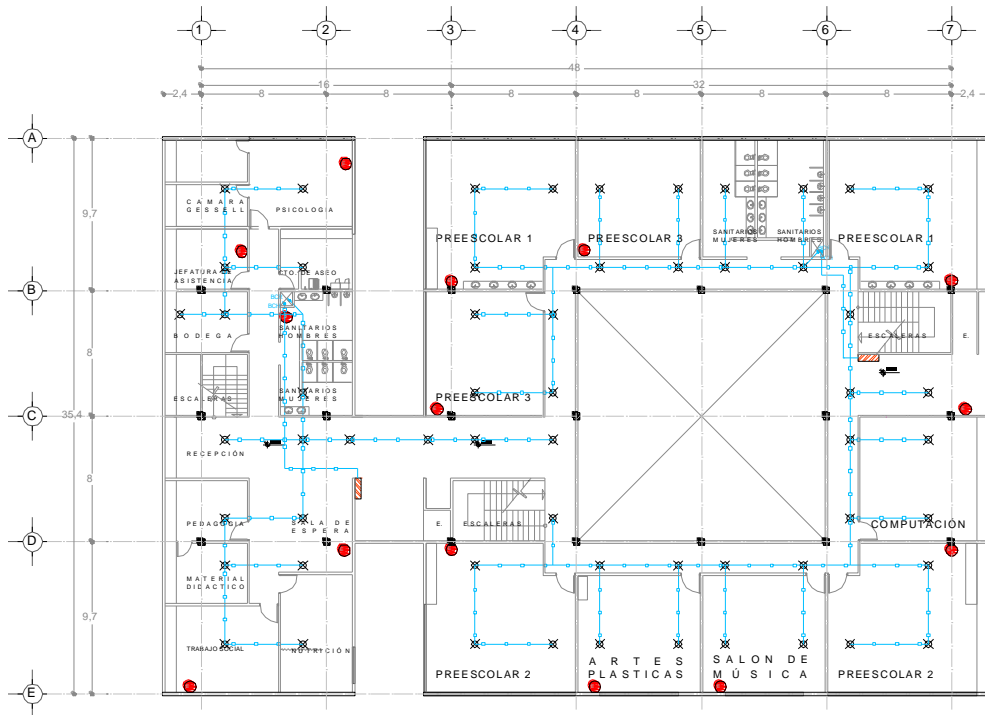 1 2 3 4 5 6 7
48
16 32
2,4 8 8 8 8 8 8 2,4
A
9,7
CAMARA
GESSELL
PSICOLOGIA
PREESCOLAR 1
PREESCOLAR 3
SANITARIOS
MUJERES
SANITARIOS
HOMBRES
PREESCOLAR 1
JEFATURA DE
ASISTENCIA
CTO. DE ASEO
B
BODEGA
SANITARIOS
HOMBRES
ESCALERAS
E.
8
ESCALERAS
SANITARIOS
MUJERES
PREESCOLAR 3
C
35,4
RECEPCIÓN
8
PEDAGOGIA
SALA DE
ESPERA
E.
ESCALERAS
COMPUTACIÓN
D
MATERIAL
DIDACTICO
9,7
TRABAJO SOCIAL
NUTRICIÓN
PREESCOLAR 2
ARTES
PLASTICAS
SALON DE
MÚSICA
PREESCOLAR 2
E